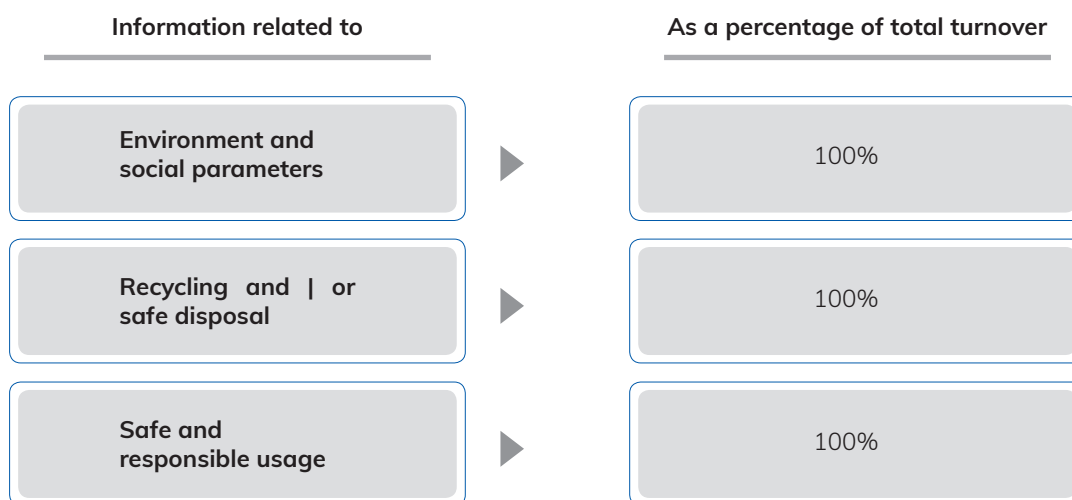 Information related to
As a percentage of total turnover
Environment and
social parameters
100%
Recycling and | or
safe disposal
100%
Safe and
responsible usage
100%